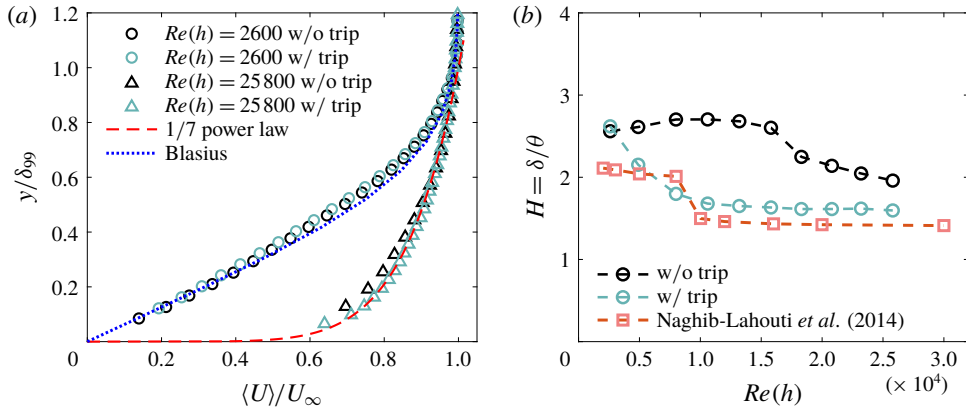 (a)
1.2
1.0
0.8
0.6
0.4
0.2
0
0.2
0.4
0.6
0.8
1.0
y/δ99
⟨U⟩/U∞
Re(h) = 2600 w/o trip
Re(h) = 2600 w/ trip
Re(h) = 25 800 w/o trip
Re(h) = 25 800 w/ trip
1/7 power law
Blasius
(b)
4
3
2
1
0
0.5
1.0
1.5
2.0
2.5
3.0
(× 10⁴)
H = δ/θ
Re(h)
w/o trip
w/ trip
Naghib-Lahouti et al. (2014)